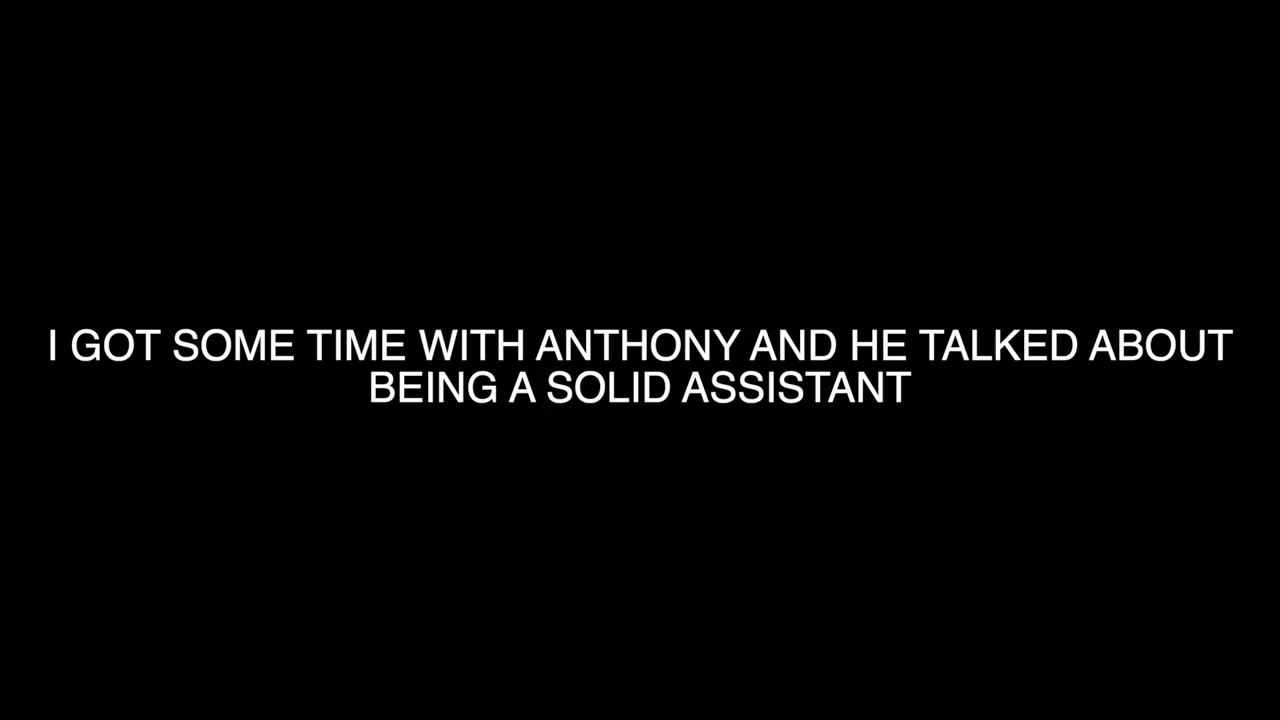 I GOT SOME TIME WITH ANTHONY AND HE TALKED ABOUT
BEING A SOLID ASSISTANT